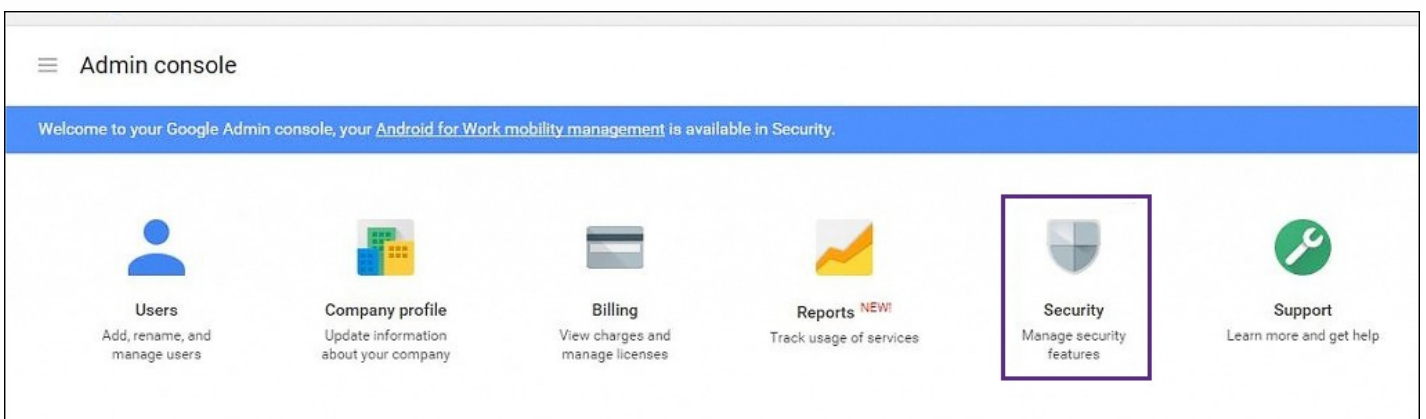 Admin console
Welcome to your Google Admin console, your Android for Work mobility management is available in Security.
Users
Add, rename, and
manage users
Company profile
Update information
about your company
Billing
View charges and
manage licenses
Reports NEW!
Track usage of services
Security
Manage security
features
Support
Learn more and get help